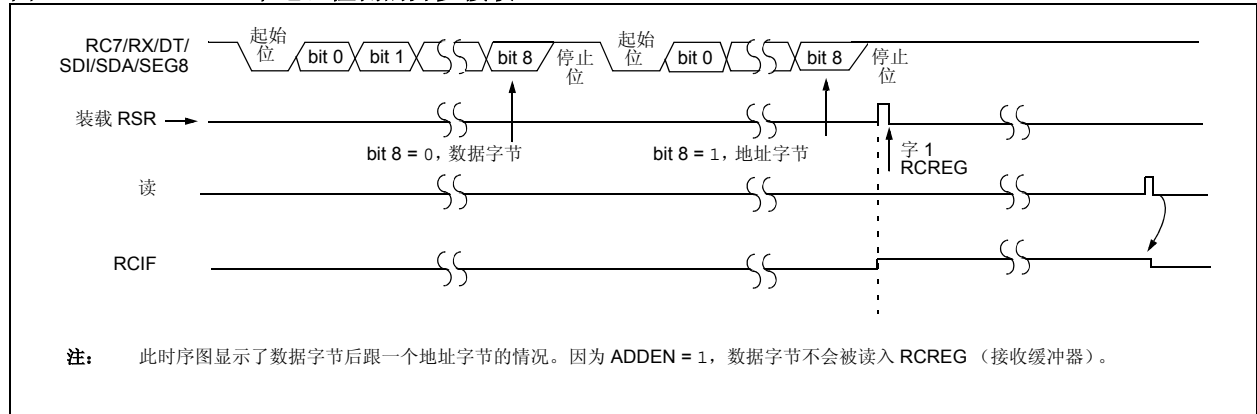 RC7/RX/DT/
SDI/SDA/SEG8
起始
位
bit 0
bit 1
bit 8
停止
位
起始
位
bit 0
bit 8
停止
位
装载 RSR
bit 8 = 0，数据字节
bit 8 = 1，地址字节
字 1
RCREG
读
RCIF
注： 此时序图显示了数据字节后跟一个地址字节的情况。因为 ADDEN = 1，数据字节不会被读入 RCREG （接收缓冲器）。